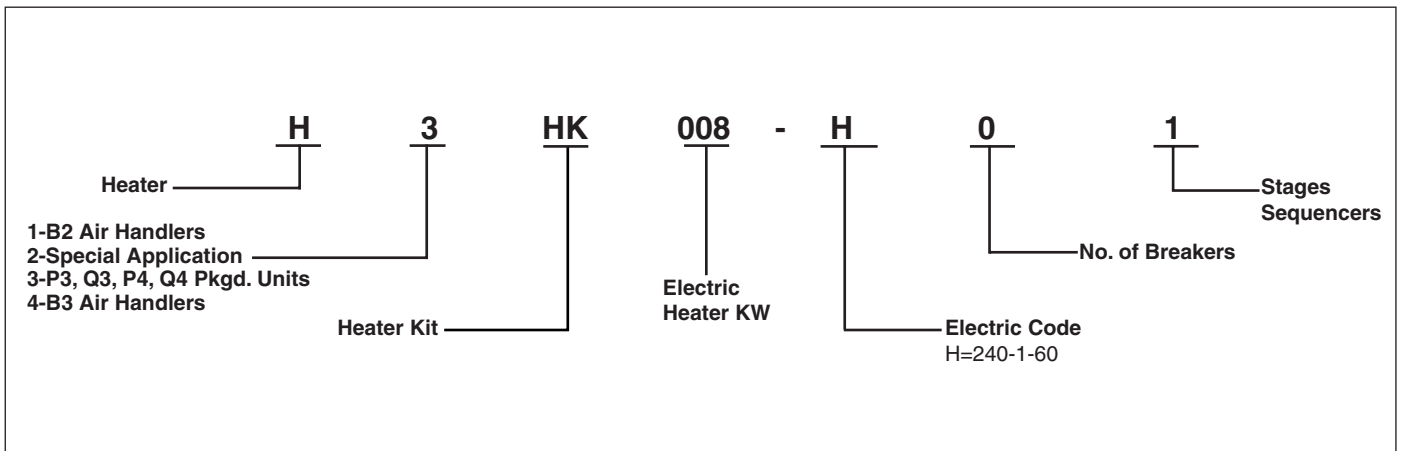 H 3 HK 008 - H 0 1
Heater
1-B2 Air Handlers
2-Special Application
3-P3, Q3, P4, Q4 Pkgd. Units
4-B3 Air Handlers
Heater Kit
Electric
Heater KW
Electric Code
H=240-1-60
No. of Breakers
Stages
Sequencers